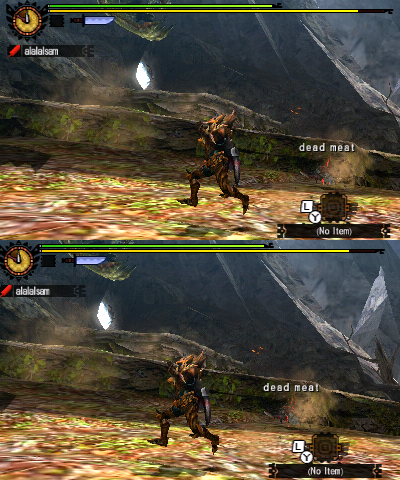 alalalsam
dead meat
L
Y
(No Item)
alalalsam
dead meat
L
Y
(No Item)